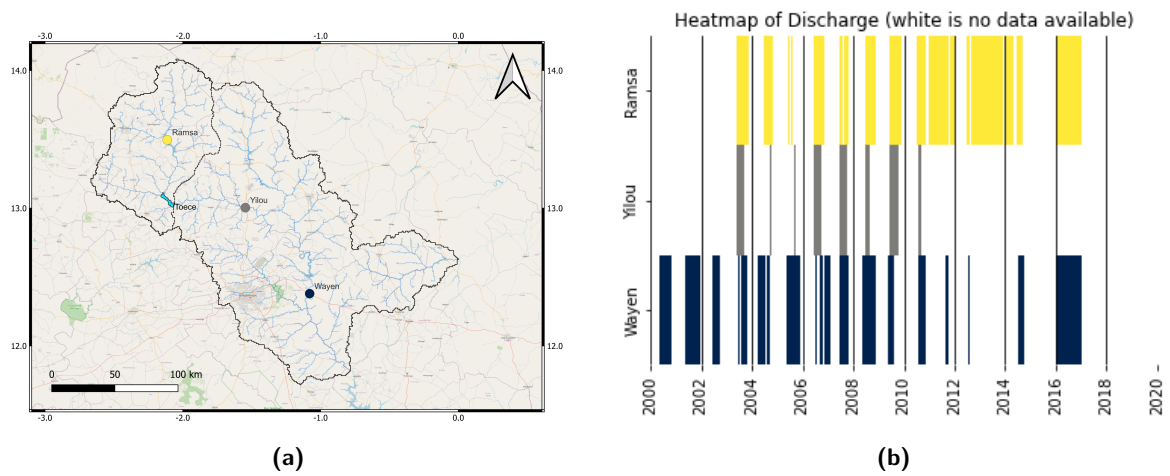 Heatmap of Discharge (white is no data available)
-3.0 -2.0 -1.0 0.0
14.0 14.0
13.0 13.0
12.0 12.0
Ramsa
Toece
Yilou
Wayen
0 50 100 km
-3.0 -2.0 -1.0 0.0
(a)
Ramsa
Yilou
Wayen
2000 2002 2004 2006 2008 2010 2012 2014 2016 2018 2020
(b)